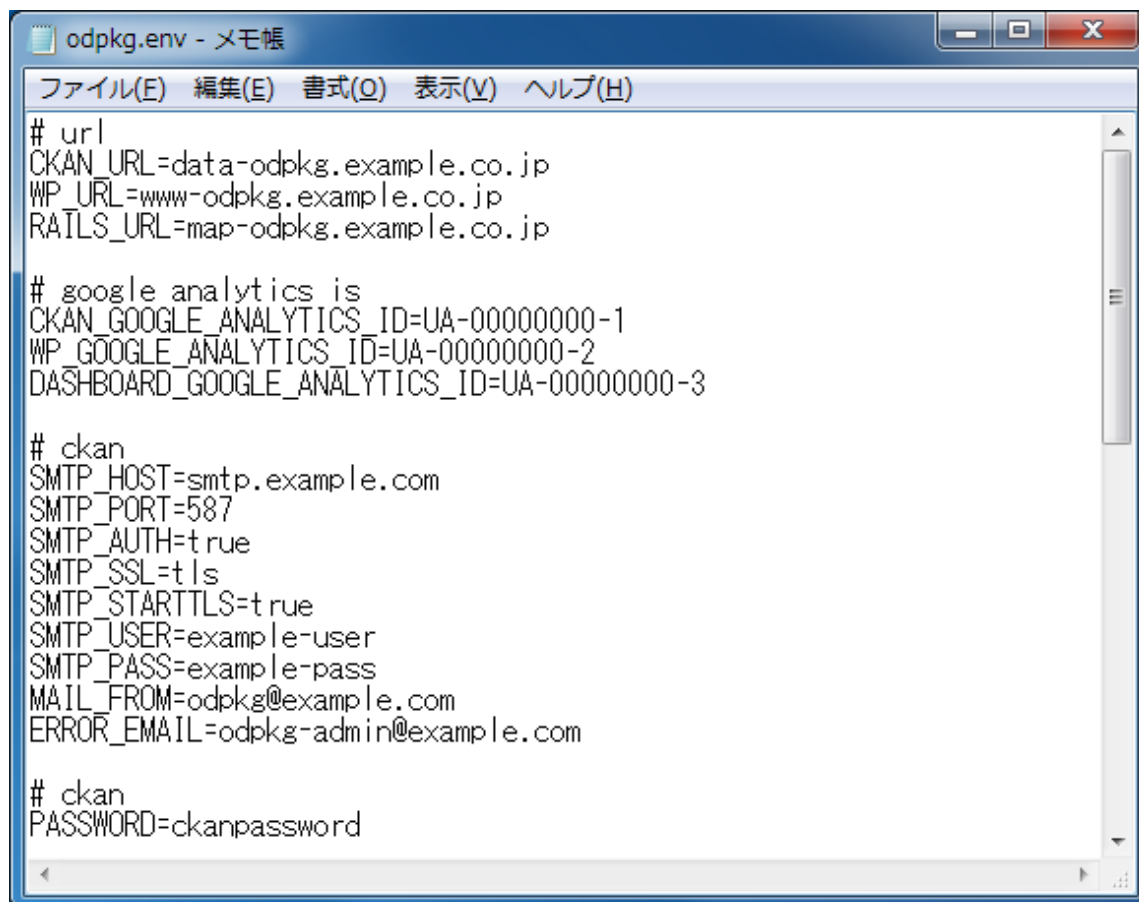 odpkg.env - メモ帳
ファイル(F) 編集(E) 書式(O) 表示(V) ヘルプ(H)
# url
CKAN_URL=data-odpkg.example.co.jp
WP_URL=www-odpkg.example.co.jp
RAILS_URL=map-odpkg.example.co.jp
# google analytics is
CKAN_GOOGLE_ANALYTICS_ID=UA-00000000-1
WP_GOOGLE_ANALYTICS_ID=UA-00000000-2
DASHBOARD_GOOGLE_ANALYTICS_ID=UA-00000000-3
# ckan
SMTP_HOST=smtp.example.com
SMTP_PORT=587
SMTP_AUTH=true
SMTP_SSL=tls
SMTP_STARTTLS=true
SMTP_USER=example-user
SMTP_PASS=example-pass
MAIL_FROM=odpkg@example.com
ERROR_EMAIL=odpkg-admin@example.com
# ckan
PASSWORD=ckanpassword